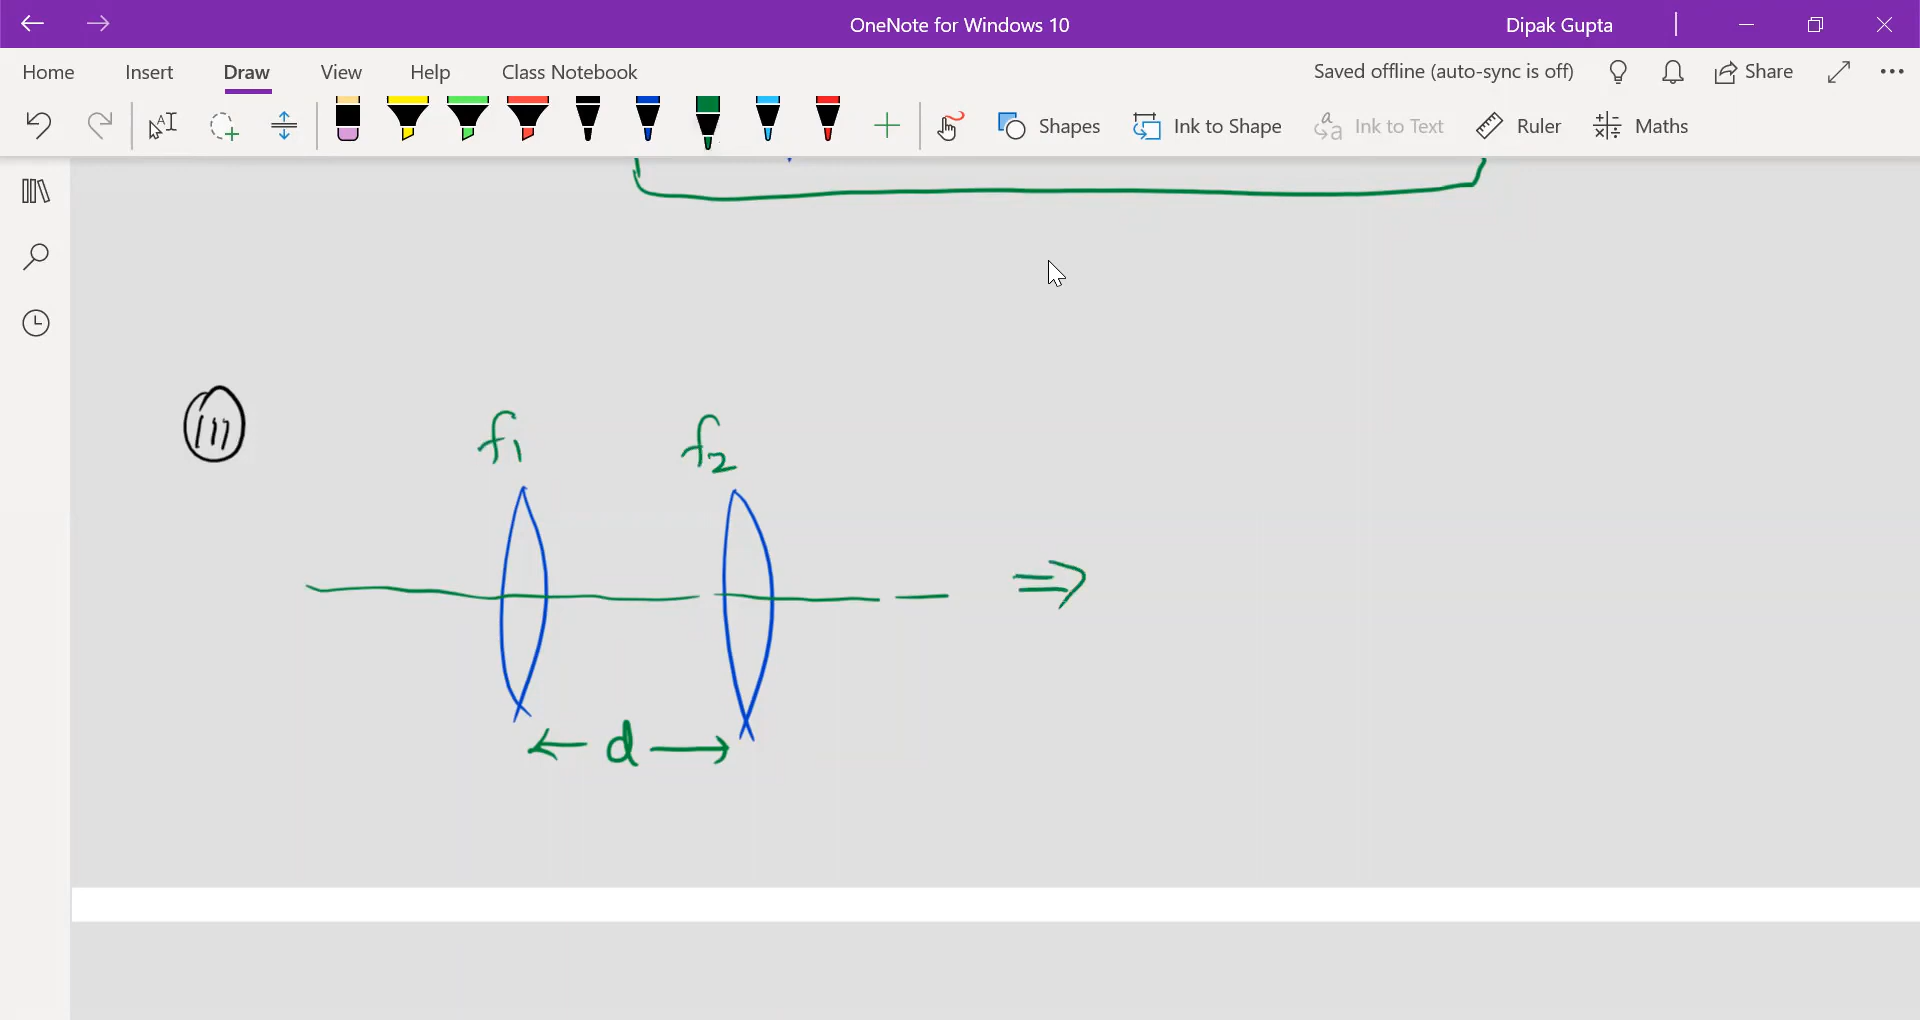 OneNote for Windows 10
Dipak Gupta
Home Insert Draw View Help Class Notebook
Saved offline (auto-sync is off)
Share
Shapes
Ink to Shape
Ink to Text
Ruler
Maths
(iii)
f₁ f₂
⇒
← d →